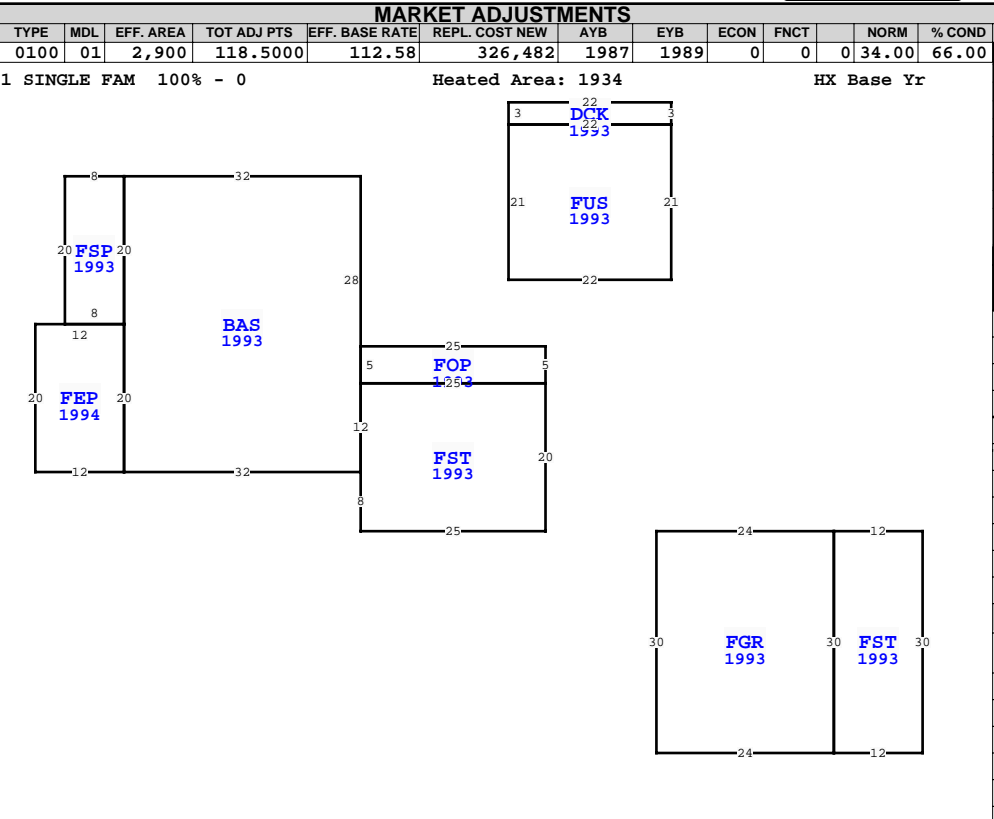 MARKET ADJUSTMENTS
TYPE MDL EFF. AREA TOT ADJ PTS EFF. BASE RATE REPL. COST NEW AYB EYB ECON FNCT NORM % COND
0100 01 2,900 118.5000 112.58 326,482 1987 1989 0 0 0 34.00 66.00
1 SINGLE FAM 100% - 0 Heated Area: 1934 HX Base Yr
22
3 DCK 3
22
1993
8 32
21 FUS 21
1993
20 FSP 20
1993
28
22
8
12
BAS
1993
25
5 FOP 5
1993
25
20 FEP 20
1994
12
FST 20
1993
12 32
8
25
24 12
30 FGR 30 FST 30
1993 1993
24 12